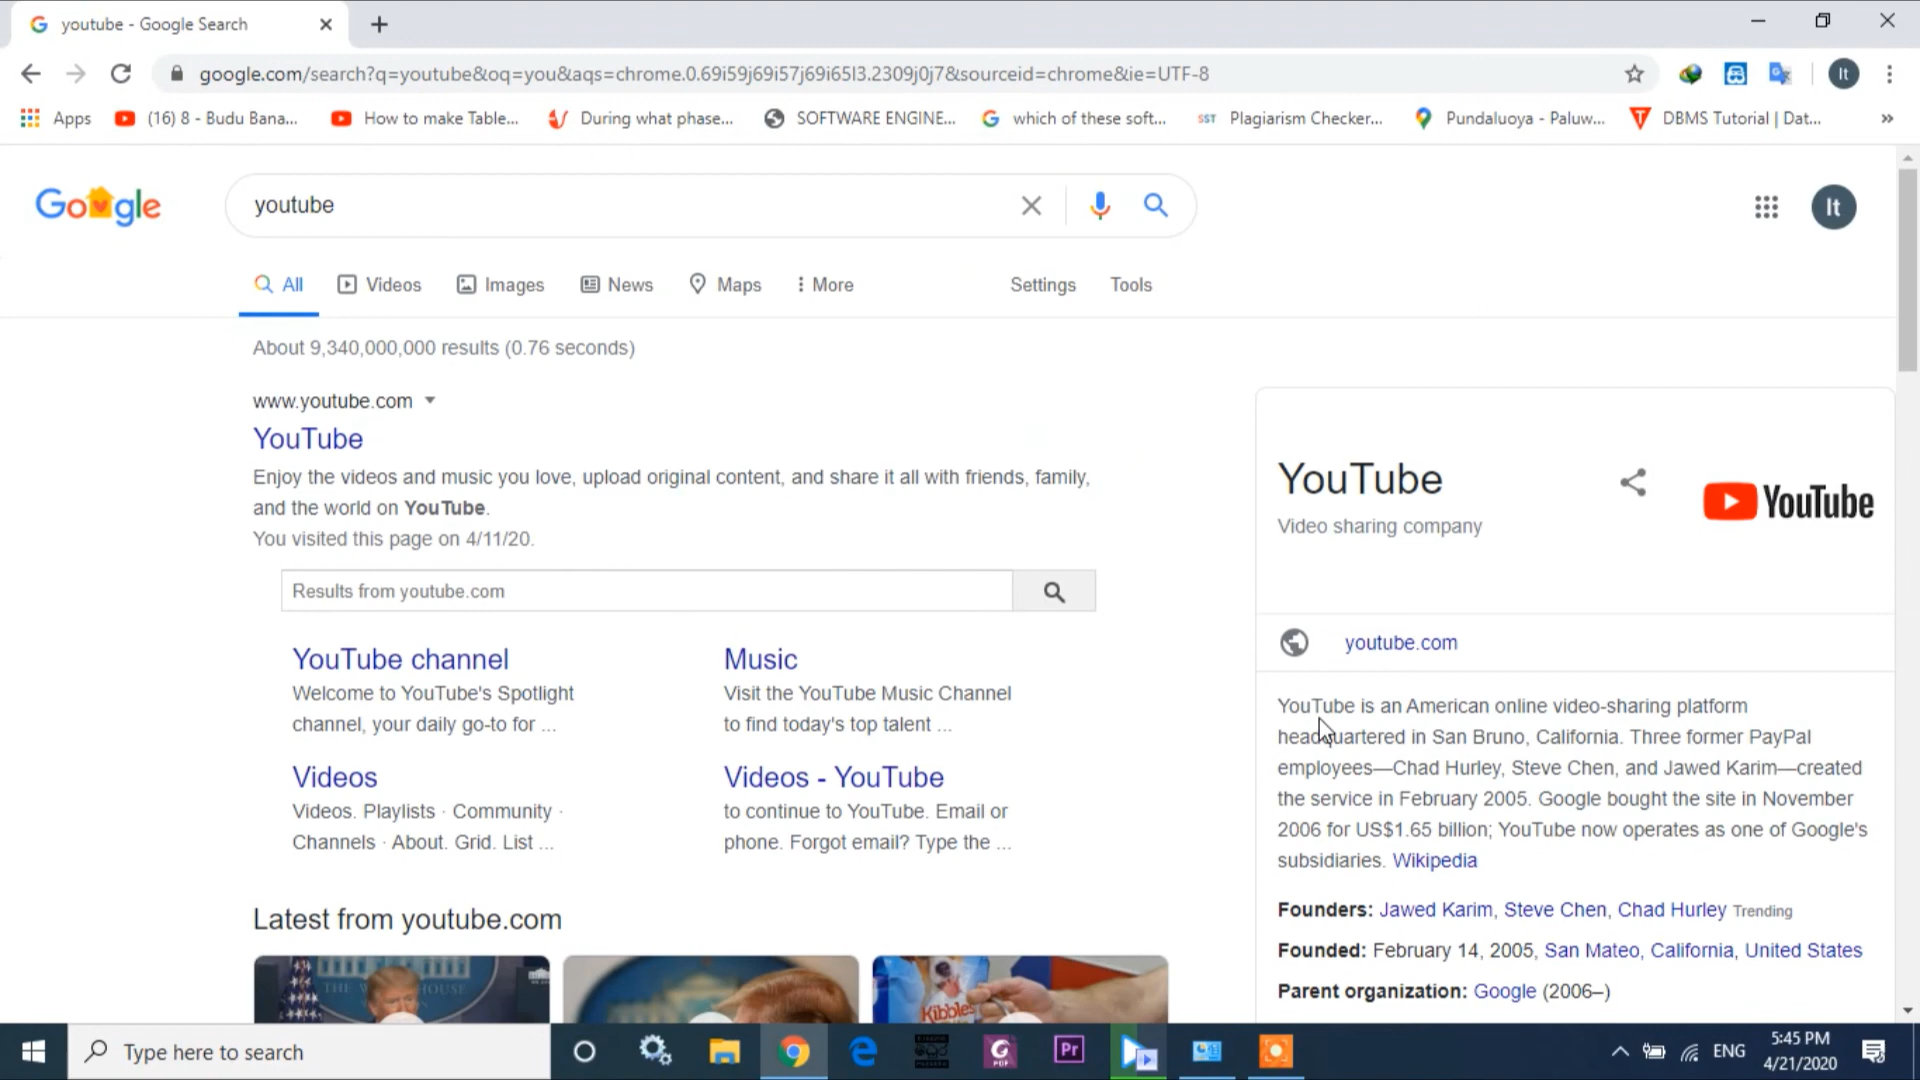 youtube - Google Search
google.com/search?q=youtube&oq=you&aqs=chrome.0.69i59j69i57j69i65l3.2309j0j7&sourceid=chrome&ie=UTF-8
It
Apps
(16) 8 - Budu Bana...
How to make Table...
During what phase...
SOFTWARE ENGINE...
which of these soft...
SST Plagiarism Checker...
Pundaluoya - Paluw...
DBMS Tutorial | Dat...
»
Google
youtube
It
All
Videos
Images
News
Maps
More
Settings
Tools
About 9,340,000,000 results (0.76 seconds)
www.youtube.com
YouTube
Enjoy the videos and music you love, upload original content, and share it all with friends, family,
and the world on YouTube.
You visited this page on 4/11/20.
Results from youtube.com
YouTube channel
Welcome to YouTube's Spotlight
channel, your daily go-to for ...
Music
Visit the YouTube Music Channel
to find today's top talent ...
Videos
Videos. Playlists · Community ·
Channels · About. Grid. List ...
Videos - YouTube
to continue to YouTube. Email or
phone. Forgot email? Type the ...
Latest from youtube.com
Kibbles
YouTube
Video sharing company
YouTube
youtube.com
YouTube is an American online video-sharing platform
headquartered in San Bruno, California. Three former PayPal
employees—Chad Hurley, Steve Chen, and Jawed Karim—created
the service in February 2005. Google bought the site in November
2006 for US$1.65 billion; YouTube now operates as one of Google's
subsidiaries. Wikipedia
Founders: Jawed Karim, Steve Chen, Chad Hurley Trending
Founded: February 14, 2005, San Mateo, California, United States
Parent organization: Google (2006–)
Type here to search
PDF
Pr
ENG
5:45 PM
4/21/2020